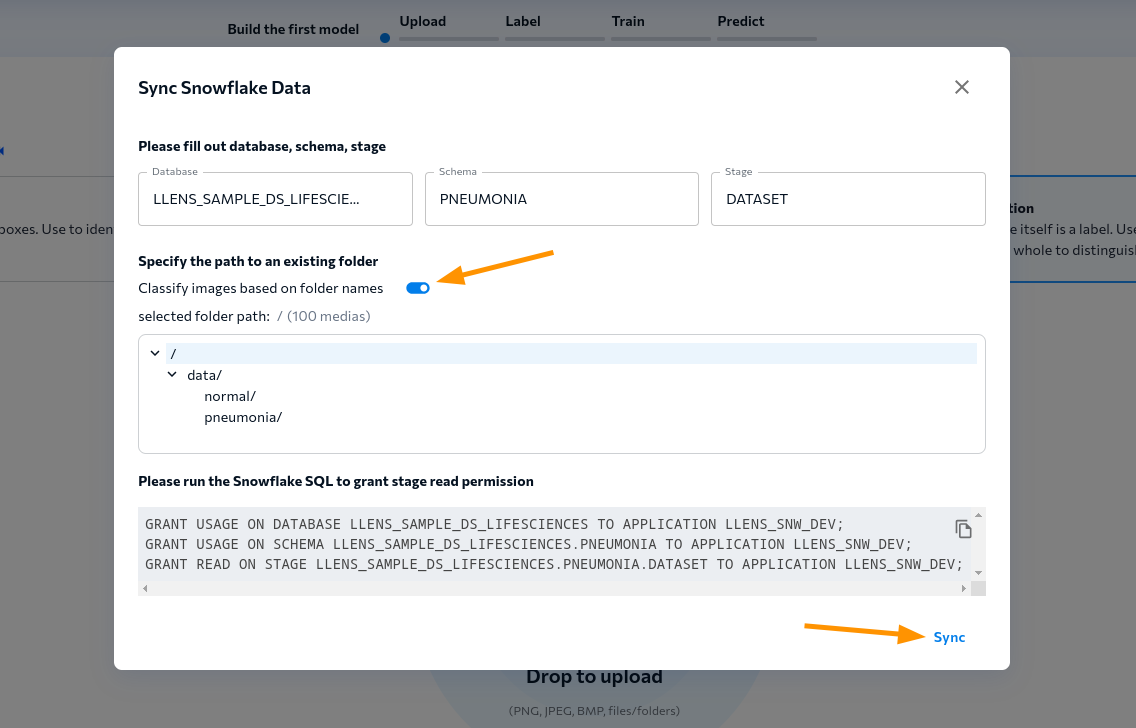 Build the first model
Upload
Label
Train
Predict
Sync Snowflake Data
Please fill out database, schema, stage
Database
LLENS_SAMPLE_DS_LIFESCIE...
Schema
PNEUMONIA
Stage
DATASET
boxes. Use to iden
tion
e itself is a label. Use
whole to distinguish
Specify the path to an existing folder
Classify images based on folder names
selected folder path: / (100 medias)
/
data/
normal/
pneumonia/
Please run the Snowflake SQL to grant stage read permission
GRANT USAGE ON DATABASE LLENS_SAMPLE_DS_LIFESCIENCES TO APPLICATION LLENS_SNW_DEV;
GRANT USAGE ON SCHEMA LLENS_SAMPLE_DS_LIFESCIENCES.PNEUMONIA TO APPLICATION LLENS_SNW_DEV;
GRANT READ ON STAGE LLENS_SAMPLE_DS_LIFESCIENCES.PNEUMONIA.DATASET TO APPLICATION LLENS_SNW_DEV;
Sync
Drop to upload
(PNG, JPEG, BMP, files/folders)